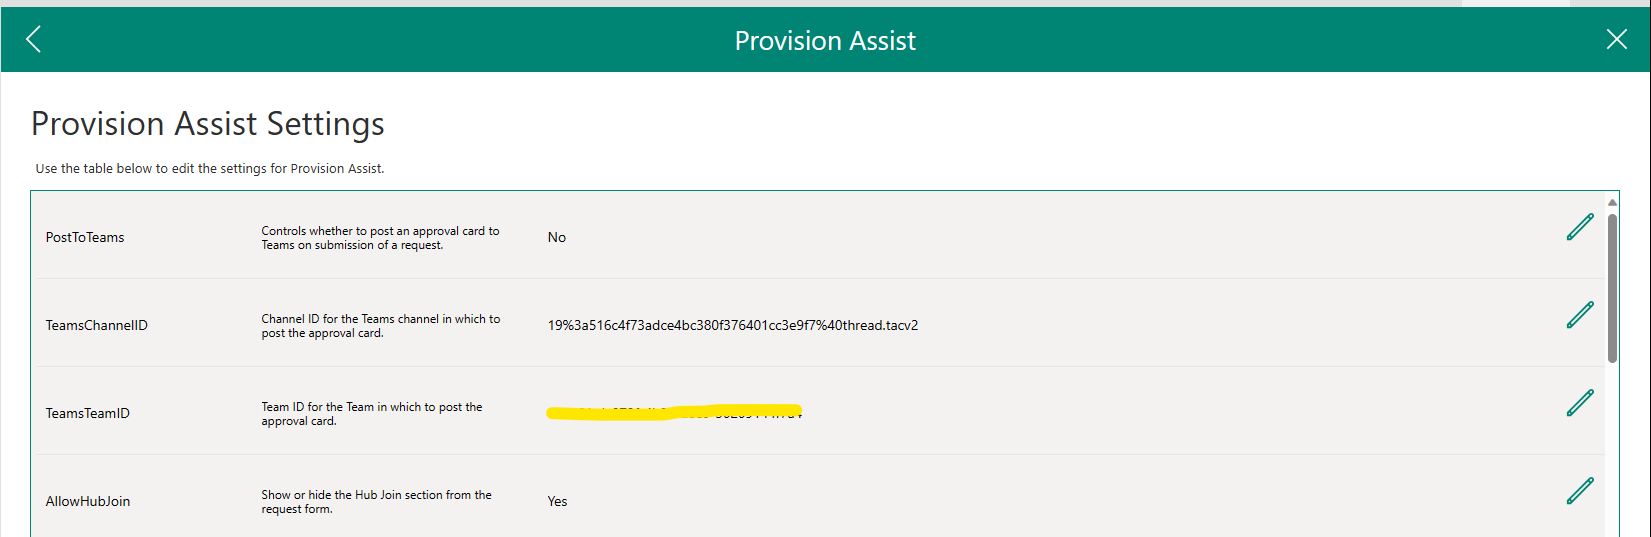 Provision Assist
Provision Assist Settings
Use the table below to edit the settings for Provision Assist.
PostToTeams
Controls whether to post an approval card to
Teams on submission of a request.
No
TeamsChannelID
Channel ID for the Teams channel in which to
post the approval card.
19%3a516c4f73adce4bc380f376401cc3e9f7%40thread.tacv2
TeamsTeamID
Team ID for the Team in which to post the
approval card.
AllowHubJoin
Show or hide the Hub Join section from the
request form.
Yes